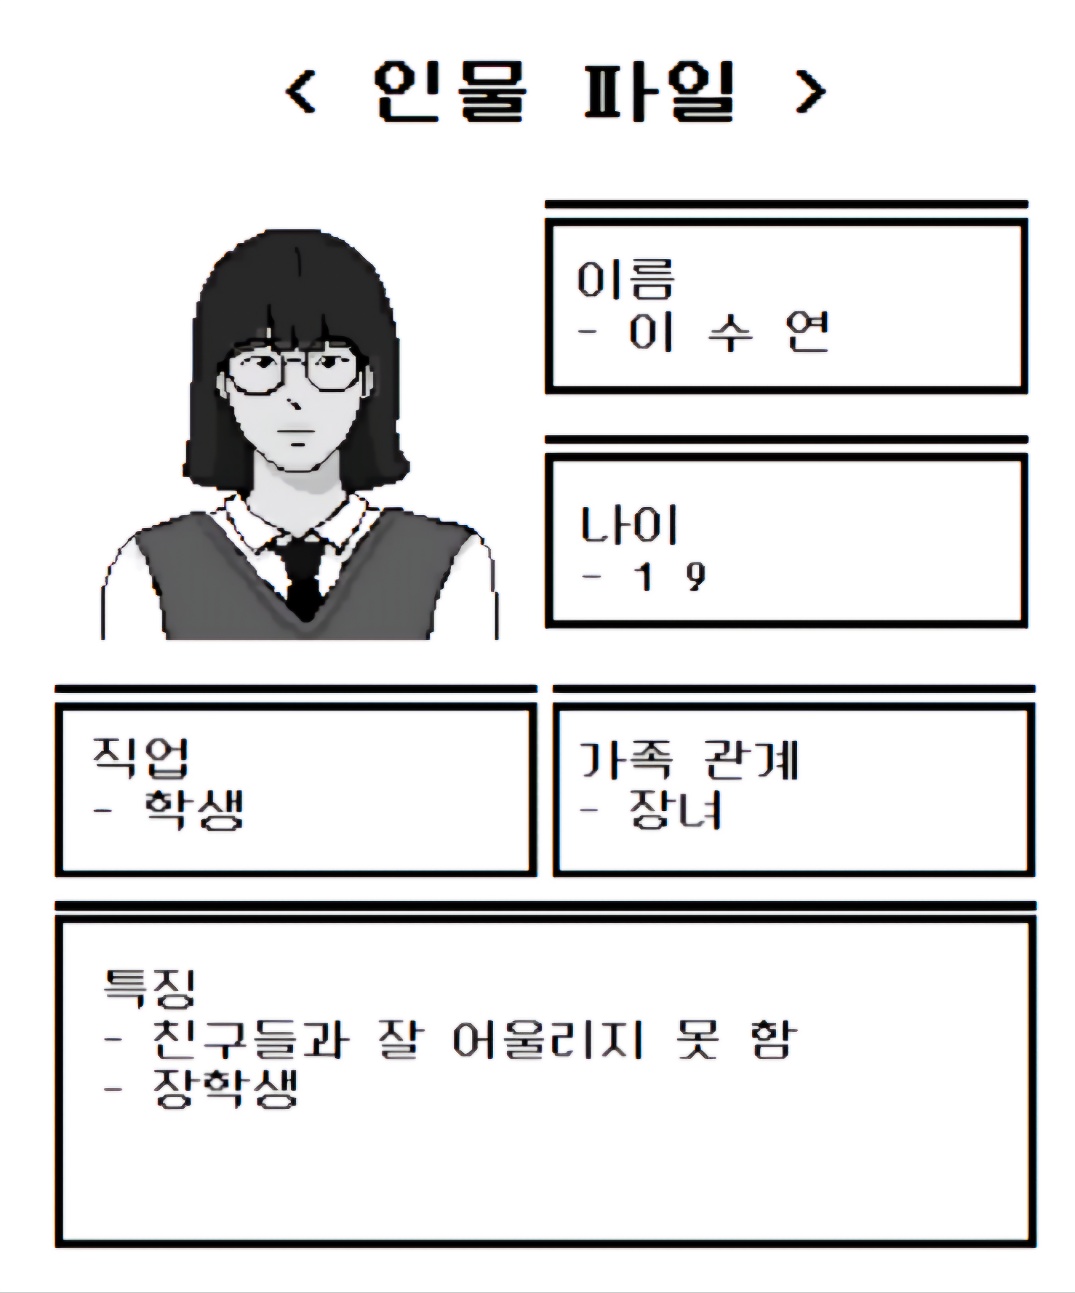 < 인물 파일 >
이름
- 이 수 연
나이
- 1 9
직업
- 학생
가족 관계
- 장녀
특징
- 친구들과 잘 어울리지 못 함
- 장학생